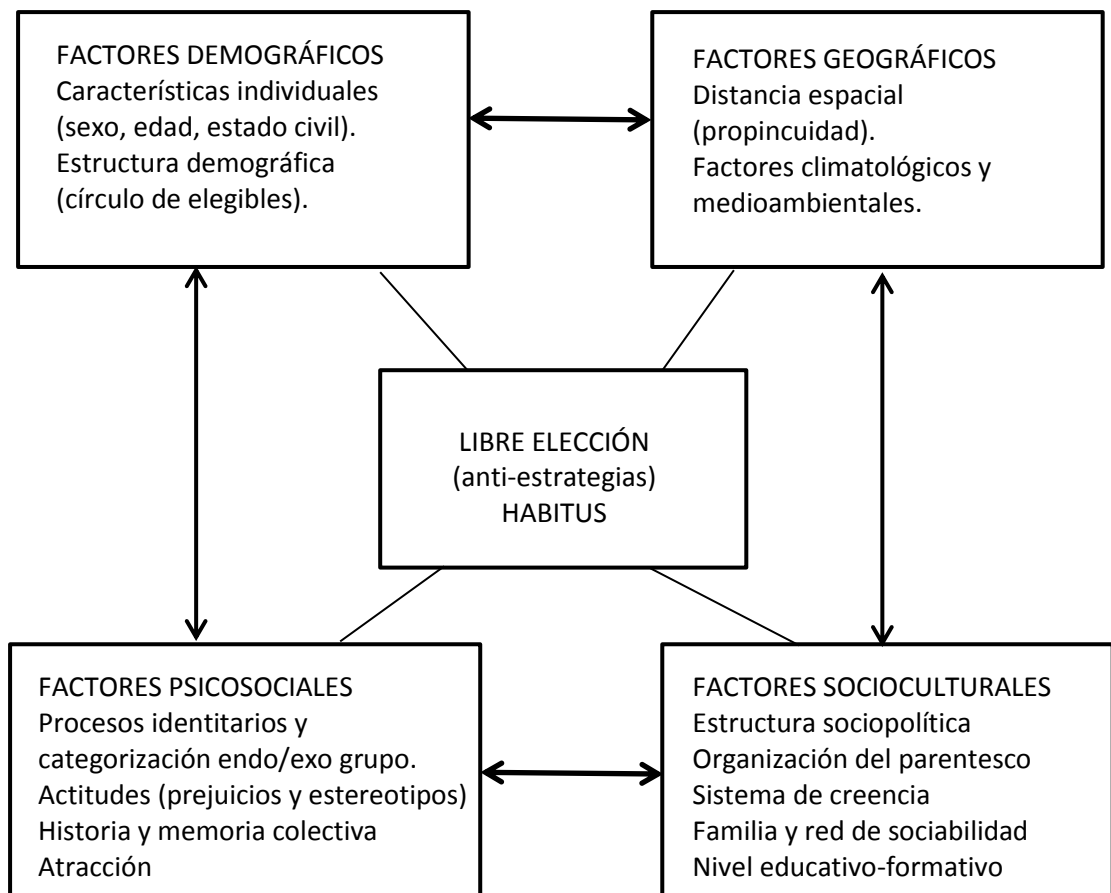 FACTORES DEMOGRÁFICOS
Características individuales
(sexo, edad, estado civil).
Estructura demográfica
(círculo de elegibles).
FACTORES GEOGRÁFICOS
Distancia espacial
(propincuidad).
Factores climatológicos y
medioambientales.
LIBRE ELECCIÓN
(anti-estrategias)
HABITUS
FACTORES PSICOSOCIALES
Procesos identitarios y
categorización endo/exo grupo.
Actitudes (prejuicios y estereotipos)
Historia y memoria colectiva
Atracción
FACTORES SOCIOCULTURALES
Estructura sociopolítica
Organización del parentesco
Sistema de creencia
Familia y red de sociabilidad
Nivel educativo-formativo